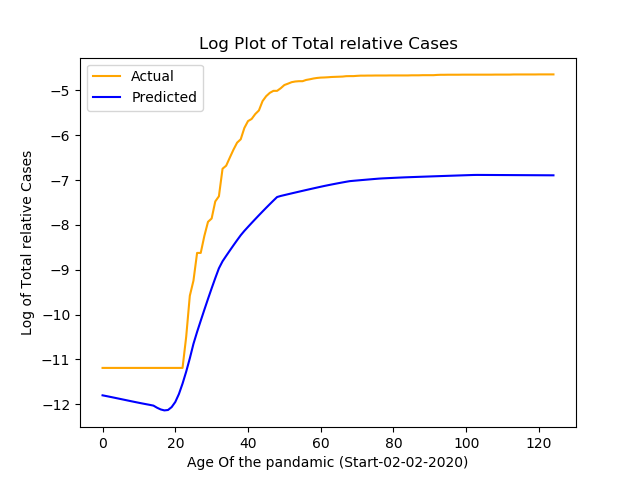 Log Plot of Total relative Cases
Actual
Predicted
−5
−6
−7
−8
−9
−10
−11
−12
Log of Total relative Cases
0 20 40 60 80 100 120
Age Of the pandamic (Start-02-02-2020)